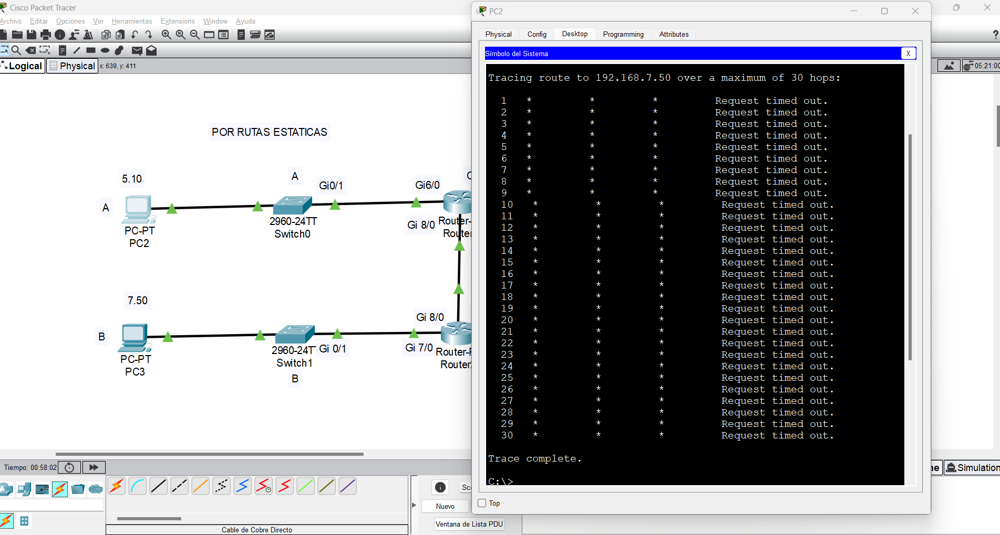 Cisco Packet Tracer
Archivo Editar Opciones Ver Herramientas Extensions Window Ayuda
Logical Physical x: 639, y: 411
05:21:00
POR RUTAS ESTATICAS
5.10
A
A
Gi0/1
Gi6/0
Gi 8/0
PC-PT
PC2
2960-24TT
Switch0
Router-
Router
7.50
B
Gi 8/0
PC-PT
PC3
2960-24T
Switch1
Gi 0/1
B
Gi 7/0
Router-
Router
Tiempo: 00:58:02
Simulation
Nuevo
Ventana de Lista PDU
Cable de Cobre Directo
PC2
Physical Config Desktop Programming Attributes
Símbolo del Sistema X
Tracing route to 192.168.7.50 over a maximum of 30 hops:
1 * * * Request timed out.
2 * * * Request timed out.
3 * * * Request timed out.
4 * * * Request timed out.
5 * * * Request timed out.
6 * * * Request timed out.
7 * * * Request timed out.
8 * * * Request timed out.
9 * * * Request timed out.
10 * * * Request timed out.
11 * * * Request timed out.
12 * * * Request timed out.
13 * * * Request timed out.
14 * * * Request timed out.
15 * * * Request timed out.
16 * * * Request timed out.
17 * * * Request timed out.
18 * * * Request timed out.
19 * * * Request timed out.
20 * * * Request timed out.
21 * * * Request timed out.
22 * * * Request timed out.
23 * * * Request timed out.
24 * * * Request timed out.
25 * * * Request timed out.
26 * * * Request timed out.
27 * * * Request timed out.
28 * * * Request timed out.
29 * * * Request timed out.
30 * * * Request timed out.
Trace complete.
C:\>
Top